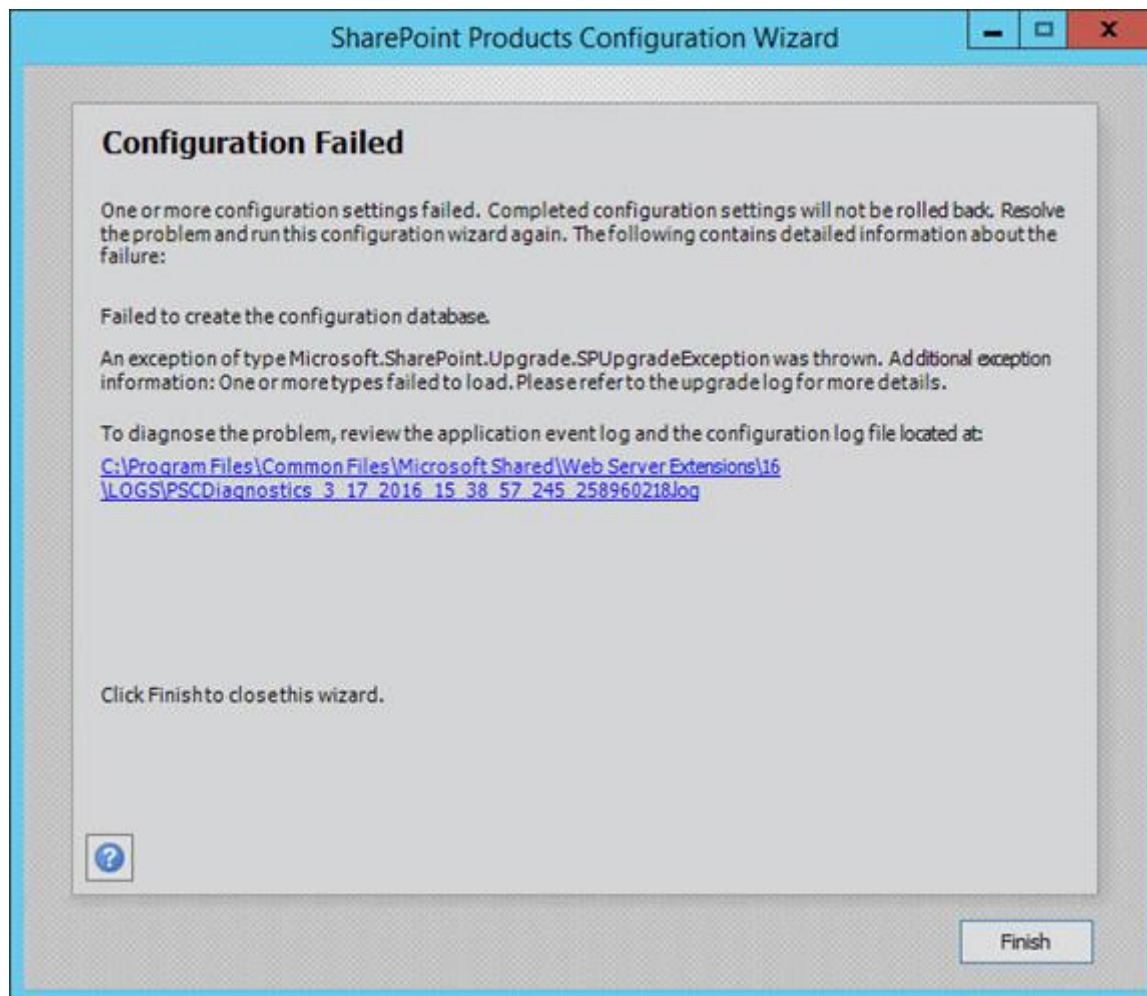 SharePoint Products Configuration Wizard
Configuration Failed
One or more configuration settings failed. Completed configuration settings will not be rolled back. Resolve
the problem and run this configuration wizard again. The following contains detailed information about the
failure:
Failed to create the configuration database.
An exception of type Microsoft.SharePoint.Upgrade.SPUpgradeException was thrown. Additional exception
information: One or more types failed to load. Please refer to the upgrade log for more details.
To diagnose the problem, review the application event log and the configuration log file located at:
C:\Program Files\Common Files\Microsoft Shared\Web Server Extensions\16
\LOGS\PSCDiagnostics_3_17_2016_15_38_57_245_258960218.log
Click Finish to close this wizard.
Finish